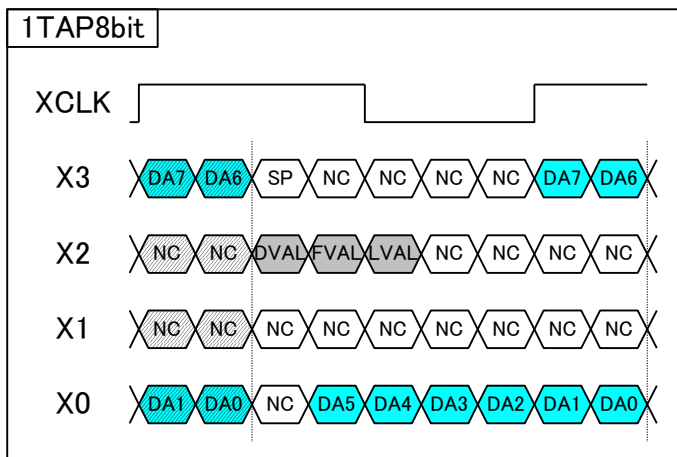 1TAP8bit
XCLK
X3 DA7 DA6 SP NC NC NC NC DA7 DA6
X2 NC NC DVAL FVAL LVAL NC NC NC NC
X1 NC NC NC NC NC NC NC NC NC
X0 DA1 DA0 NC DA5 DA4 DA3 DA2 DA1 DA0